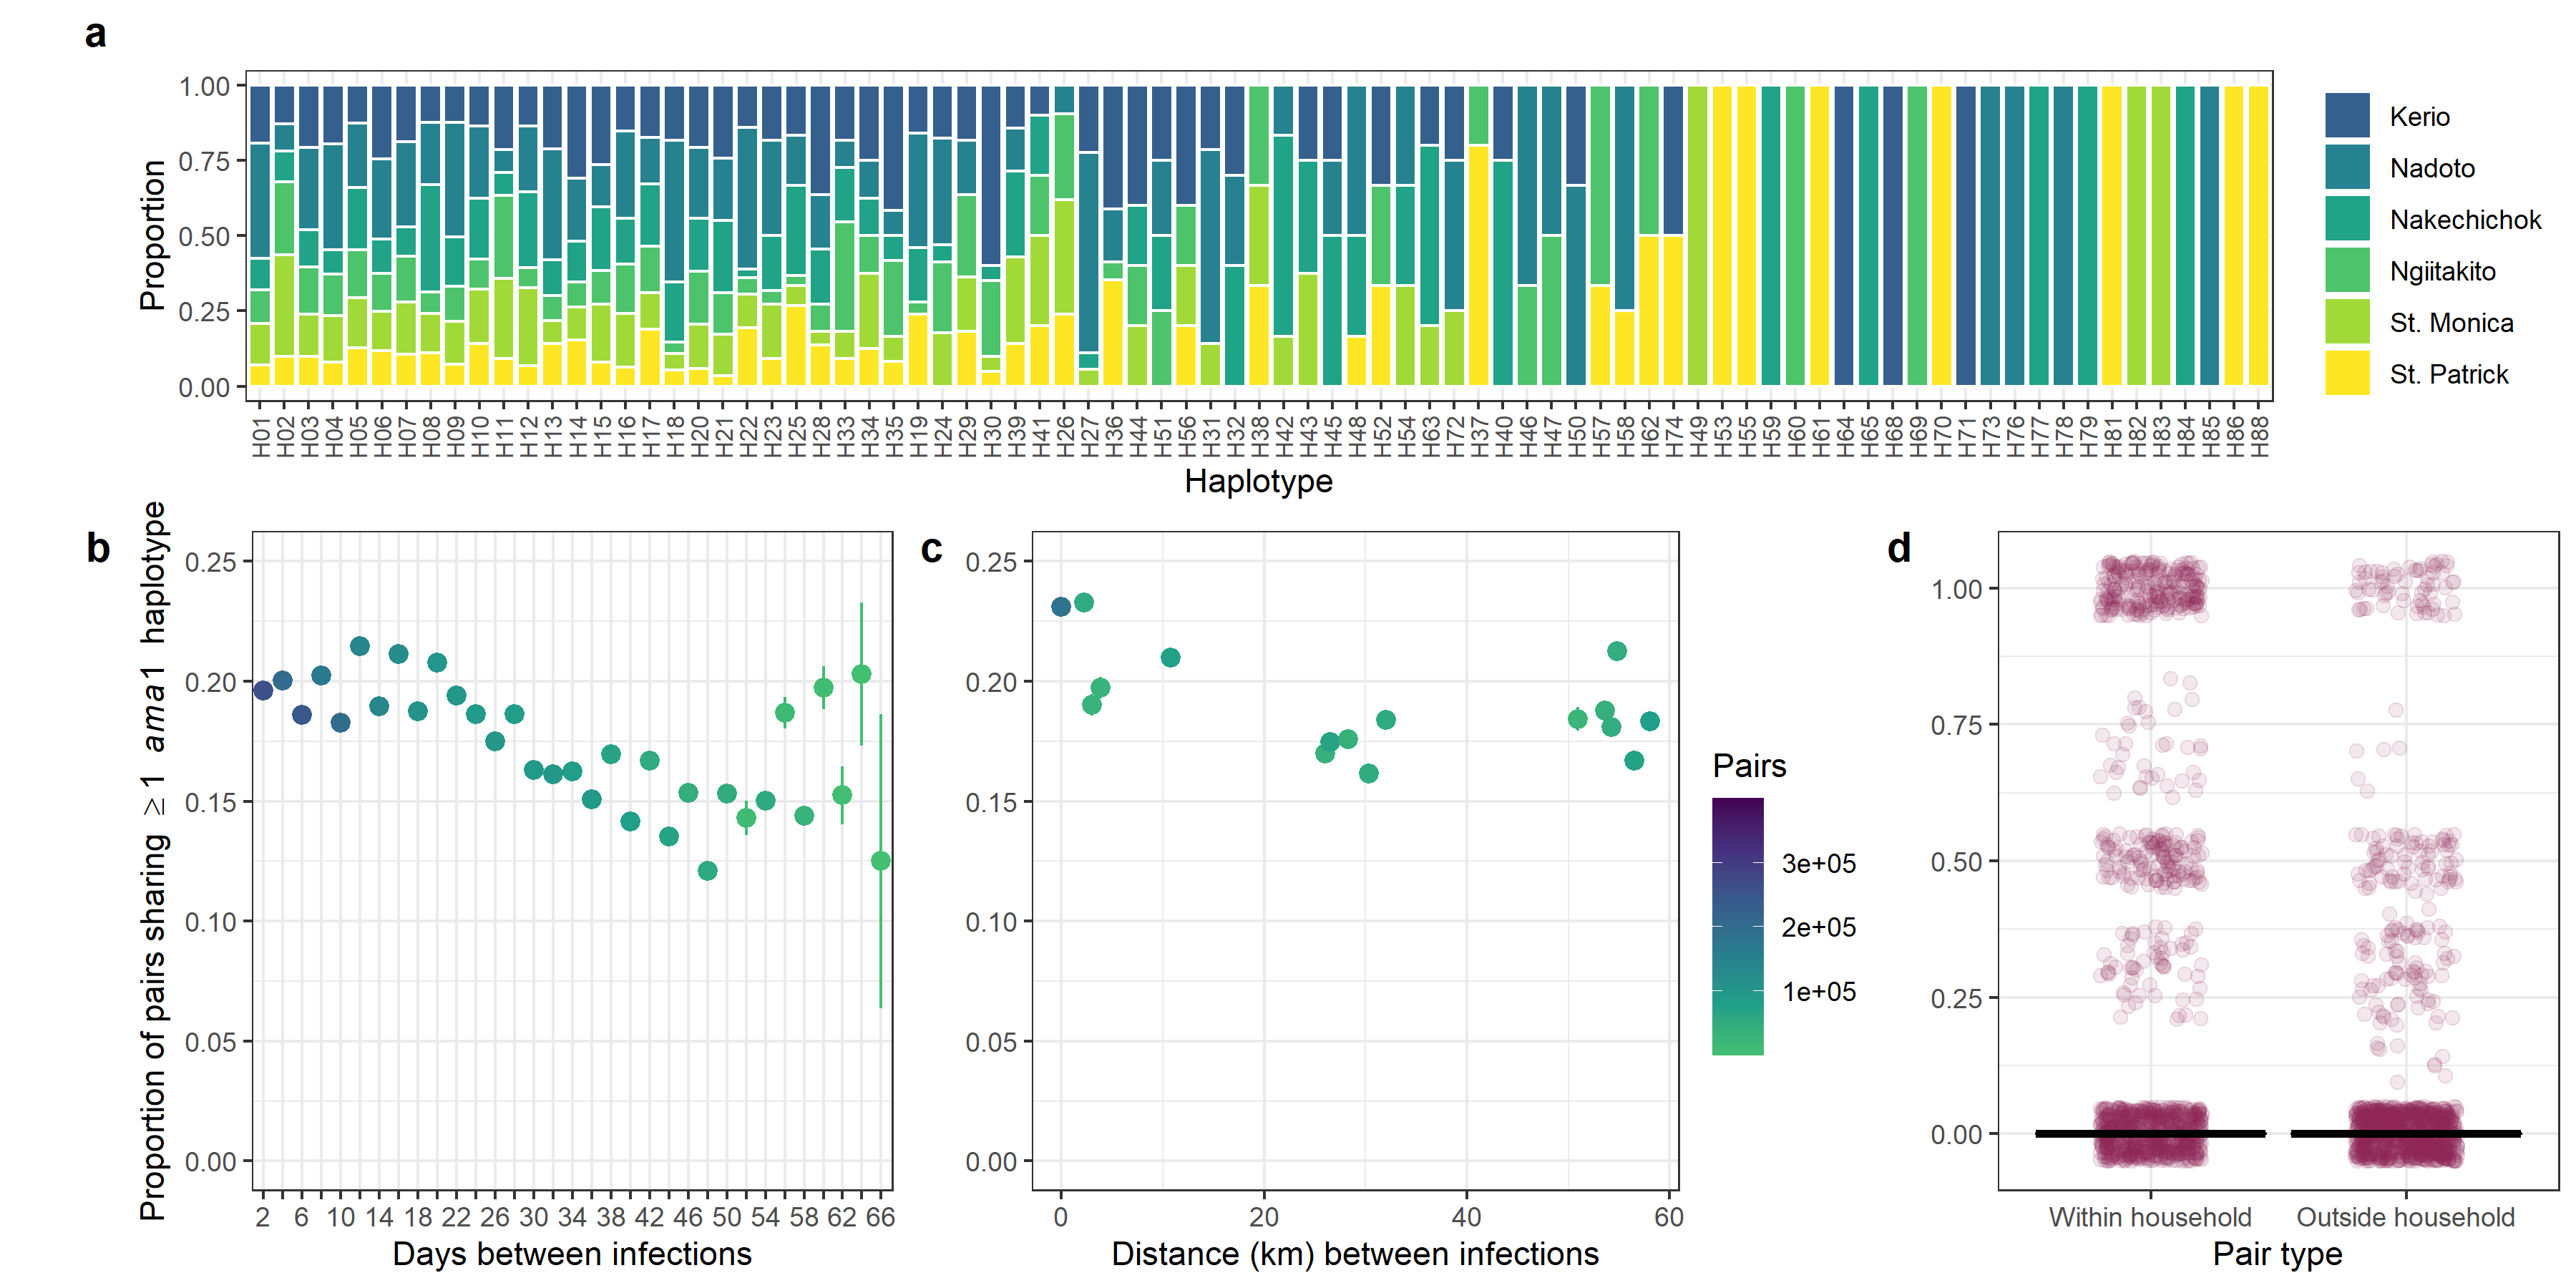 a
Proportion
1.00
0.75
0.50
0.25
0.00
H01 H02 H03 H04 H05 H06 H07 H08 H09 H10 H11 H12 H13 H14 H15 H16 H17 H18 H20 H21 H22 H23 H25 H28 H33 H34 H35 H19 H24 H29 H30 H39 H41 H26 H27 H36 H44 H51 H56 H31 H32 H38 H42 H43 H45 H48 H52 H54 H63 H72 H37 H40 H46 H47 H50 H57 H58 H62 H74 H49 H53 H55 H59 H60 H61 H64 H65 H68 H69 H70 H71 H73 H76 H77 H78 H79 H81 H82 H83 H84 H85 H86 H88
Haplotype
Kerio
Nadoto
Nakechichok
Ngiitakito
St. Monica
St. Patrick
b
Proportion of pairs sharing ≥ 1 ama1 haplotype
0.25
0.20
0.15
0.10
0.05
0.00
2 6 10 14 18 22 26 30 34 38 42 46 50 54 58 62 66
Days between infections
c
0.25
0.20
0.15
0.10
0.05
0.00
0 20 40 60
Distance (km) between infections
Pairs
3e+05
2e+05
1e+05
d
1.00
0.75
0.50
0.25
0.00
Within household Outside household
Pair type